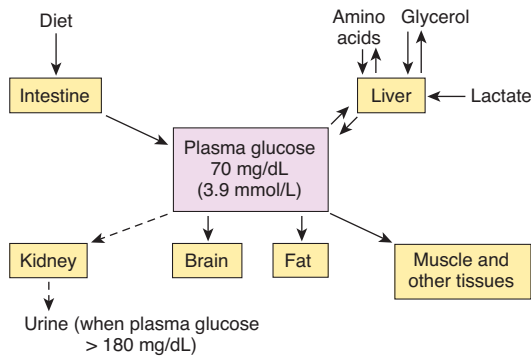 Diet
Amino
acids
Glycerol
Intestine
Liver
Lactate
Plasma glucose
70 mg/dL
(3.9 mmol/L)
Kidney
Brain
Fat
Muscle and
other tissues
Urine (when plasma glucose
> 180 mg/dL)